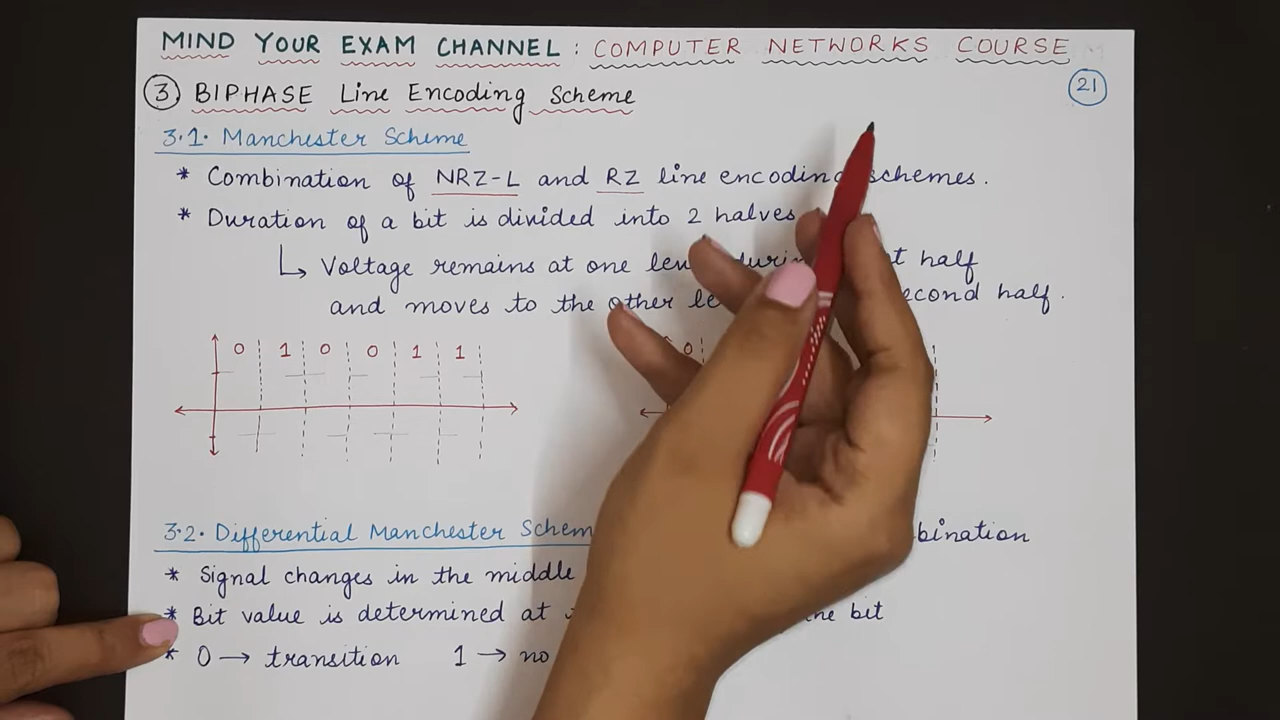 MIND YOUR EXAM CHANNEL : COMPUTER NETWORKS COURSE
21
3. BIPHASE Line Encoding Scheme
3.1. Manchester Scheme
* Combination of NRZ-L and RZ line encoding schemes.
* Duration of a bit is divided into 2 halves
↳ Voltage remains at one half
and moves to the other half.
0 1 0 0 1 1
0
3.2. Differential Manchester
* Signal changes in the middle
* Bit value is determined at the bit
* 0 → transition 1 → no